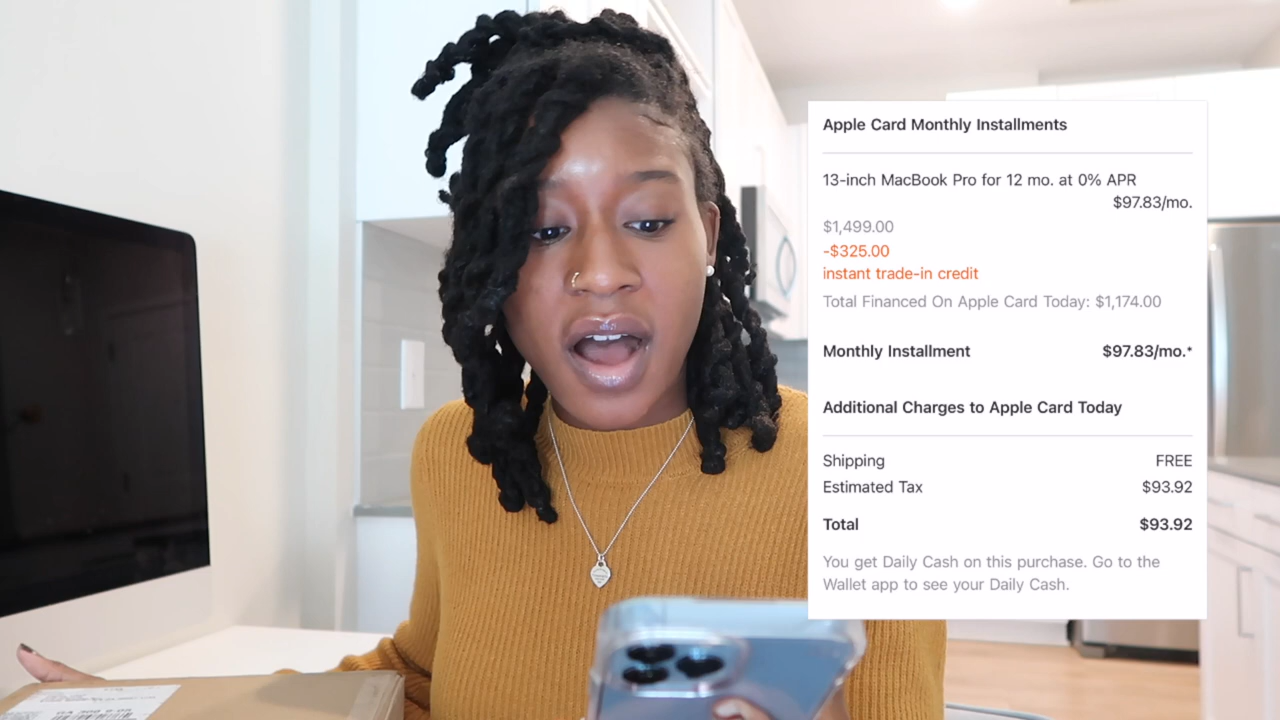 Apple Card Monthly Installments
13-inch MacBook Pro for 12 mo. at 0% APR
$97.83/mo.
$1,499.00
-$325.00
instant trade-in credit
Total Financed On Apple Card Today: $1,174.00
Monthly Installment $97.83/mo.*
Additional Charges to Apple Card Today
Shipping FREE
Estimated Tax $93.92
Total $93.92
You get Daily Cash on this purchase. Go to the
Wallet app to see your Daily Cash.